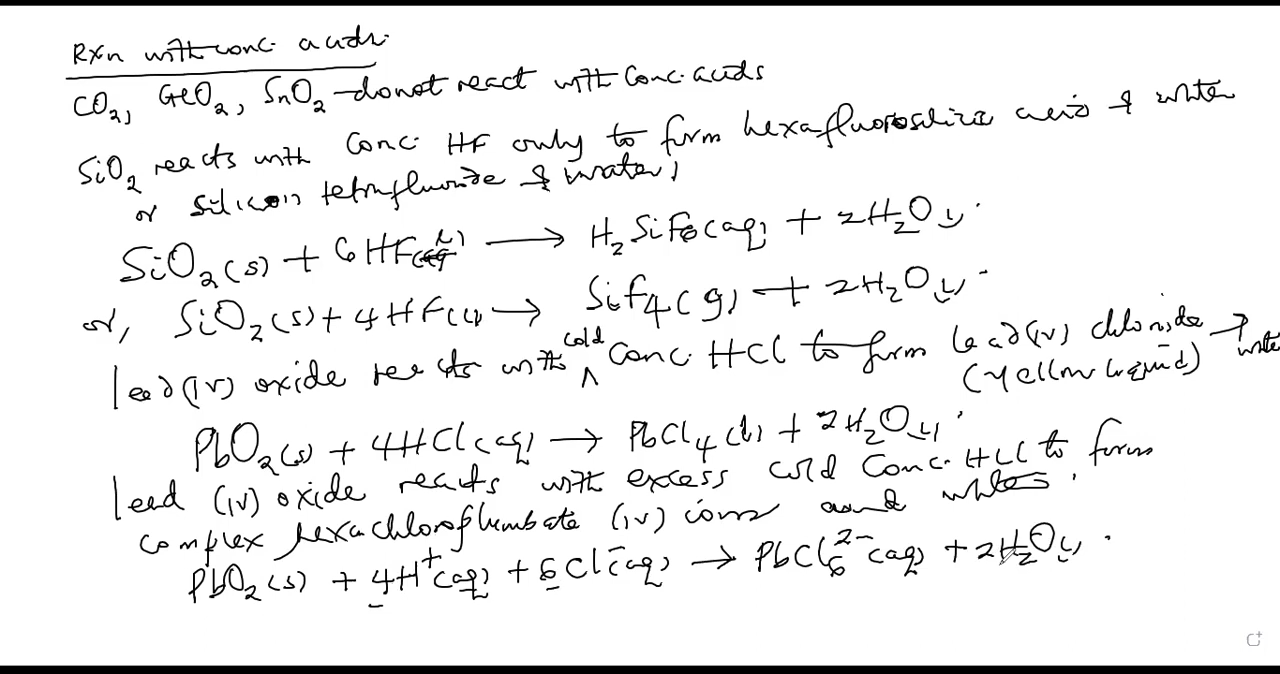 Rxn with conc. acids.
CO2, GeO2, SnO2 - do not react with Conc. acids
SiO2 reacts with Conc. HF only to form hexafluorosilicic acid & water
or silicon tetrafluoride & water,
SiO2(s) + 6HF(l) → H2SiF6(aq) + 2H2O(l).
or, SiO2(s) + 4HF(l) → SiF4(g) + 2H2O(l).
lead(iv) oxide reacts with cold conc. HCl to form lead(iv) chloride → water
(Yellow liquid)
PbO2(s) + 4HCl(aq) → PbCl4(l) + 2H2O(l).
lead (iv) oxide reacts with excess cold conc. HCl to form
complex hexachloroplumbate (iv) ions and water.
PbO2(s) + 4H+(aq) + 6Cl-(aq) → PbCl6 2-(aq) + 2H2O(l).